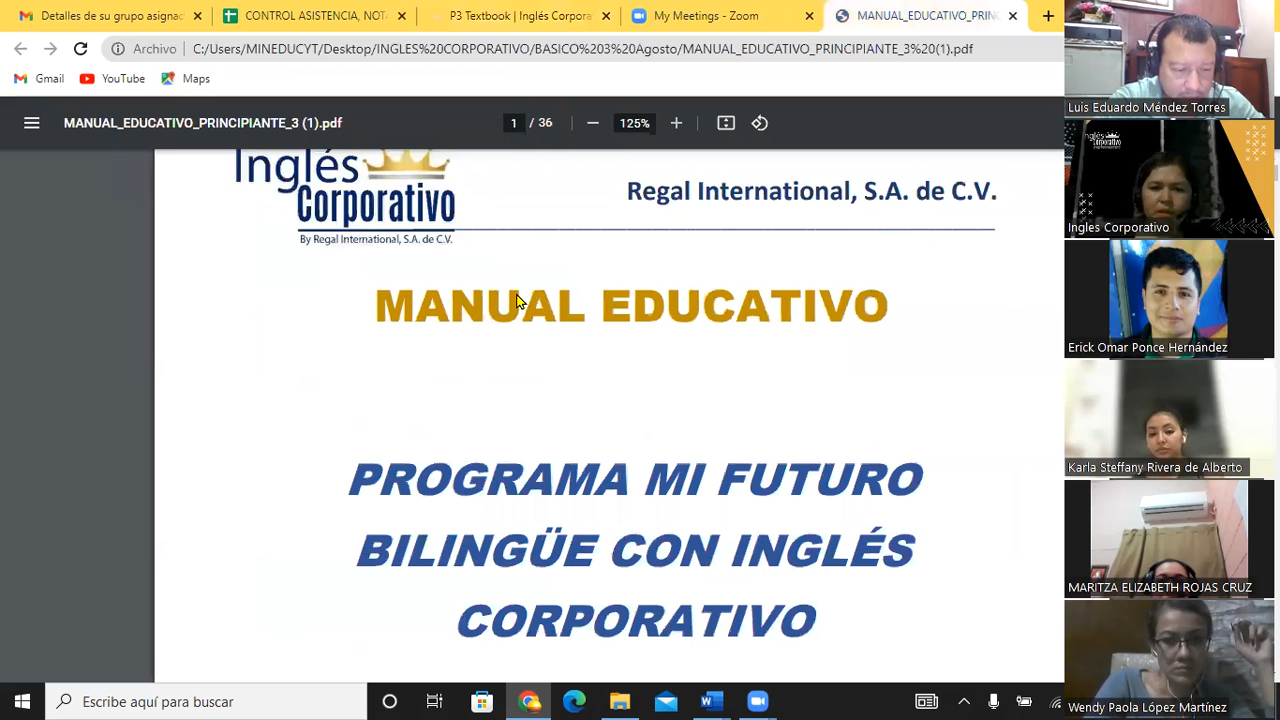 Detalles de su grupo asignad
CONTROL ASISTENCIA, NOTA
P3 Textbook | Inglés Corporat
My Meetings - Zoom
MANUAL_EDUCATIVO_PRIN
Archivo
C:/Users/MINEDUCYT/Desktop/INGLES%20CORPORATIVO/BASICO%203%20Agosto/MANUAL_EDUCATIVO_PRINCIPIANTE_3%20(1).pdf
Gmail
YouTube
Maps
MANUAL_EDUCATIVO_PRINCIPIANTE_3 (1).pdf
1 / 36
125%
Inglés
Corporativo
By Regal International, S.A. de C.V.
Regal International, S.A. de C.V.
MANUAL EDUCATIVO
PROGRAMA MI FUTURO
BILINGÜE CON INGLÉS
CORPORATIVO
Escribe aquí para buscar
Luis Eduardo Méndez Torres
Ingles Corporativo
Erick Omar Ponce Hernández
Karla Steffany Rivera de Alberto
MARITZA ELIZABETH ROJAS CRUZ
Wendy Paola López Martínez